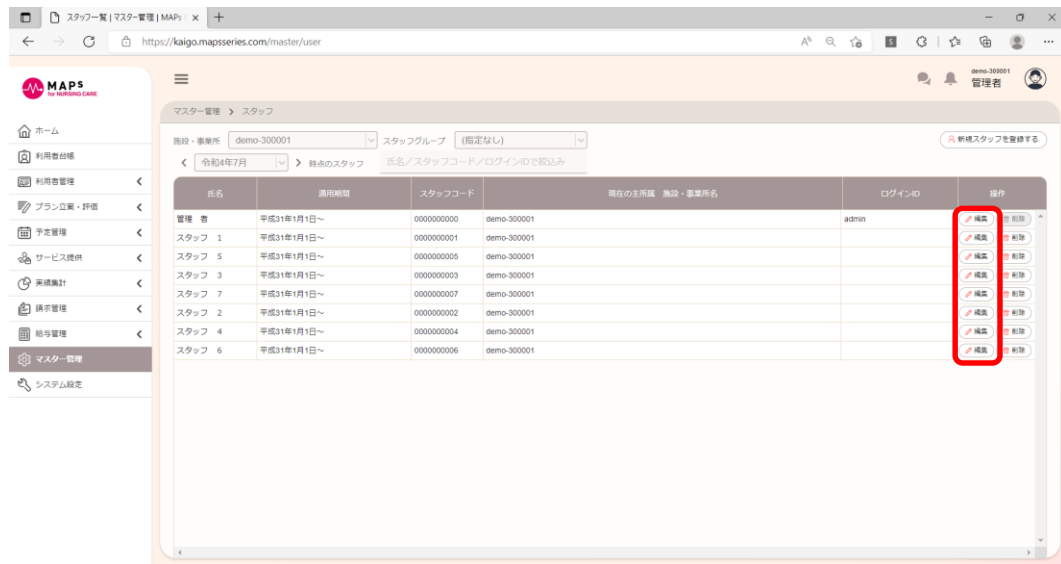 スタッフ一覧 | マスター管理 | MAPs
https://kaigo.mapsseries.com/master/user
MAPS
for NURSING CARE
demo-300001
管理者
マスター管理 > スタッフ
ホーム
利用者台帳
利用者管理
プラン立案・評価
予定管理
サービス提供
実績集計
請求管理
給与管理
マスター管理
システム設定
施設・事業所 demo-300001 スタッフグループ (指定なし) 新規スタッフを登録する
令和4年7月 時点のスタッフ 氏名／スタッフコード／ログインIDで絞込み
氏名 適用期間 スタッフコード 現在の主所属 施設・事業所名 ログインID 操作
管理 者 平成31年1月1日～ 0000000000 demo-300001 admin 編集 削除
スタッフ 1 平成31年1月1日～ 0000000001 demo-300001 編集 削除
スタッフ 5 平成31年1月1日～ 0000000005 demo-300001 編集 削除
スタッフ 3 平成31年1月1日～ 0000000003 demo-300001 編集 削除
スタッフ 7 平成31年1月1日～ 0000000007 demo-300001 編集 削除
スタッフ 2 平成31年1月1日～ 0000000002 demo-300001 編集 削除
スタッフ 4 平成31年1月1日～ 0000000004 demo-300001 編集 削除
スタッフ 6 平成31年1月1日～ 0000000006 demo-300001 編集 削除